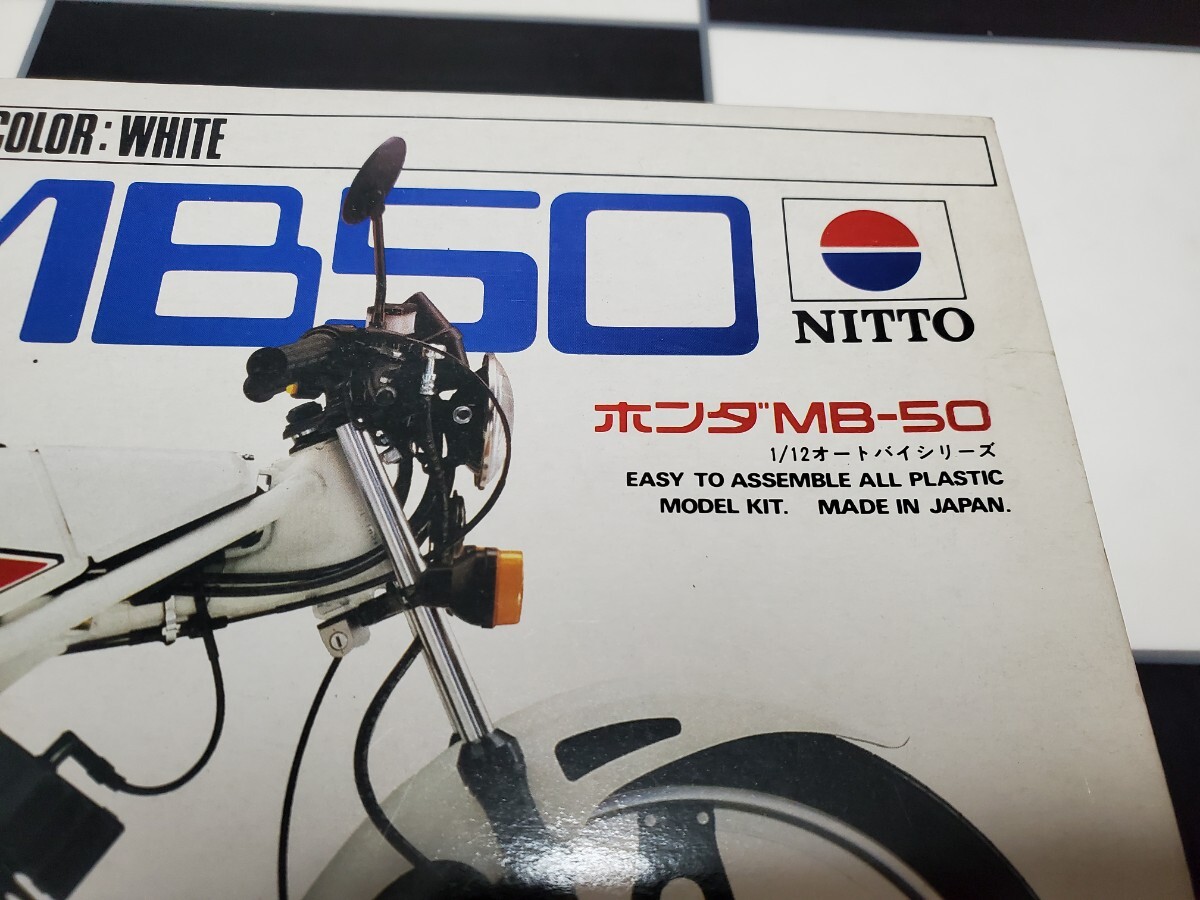 COLOR: WHITE
MB50
NITTO
ホンダMB-50
1/12オートバイシリーズ
EASY TO ASSEMBLE ALL PLASTIC
MODEL KIT. MADE IN JAPAN.